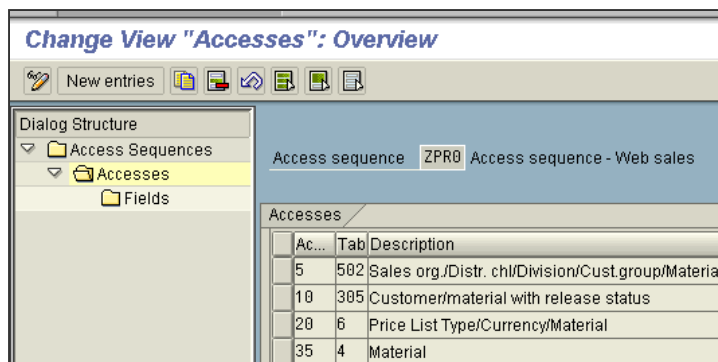 Change View "Accesses": Overview
New entries
Dialog Structure
Access Sequences
Accesses
Fields
Access sequence ZPR0 Access sequence - Web sales
Accesses
Ac... Tab Description
5 502 Sales org./Distr. chl/Division/Cust.group/Materia
10 305 Customer/material with release status
20 6 Price List Type/Currency/Material
35 4 Material